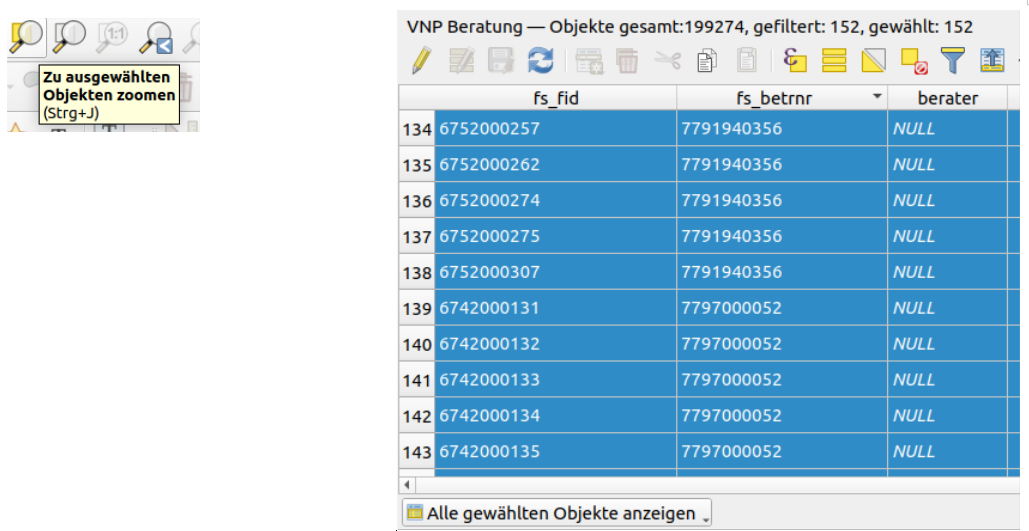 1:1
Zu ausgewählten
Objekten zoomen
(Strg+J)
VNP Beratung — Objekte gesamt:199274, gefiltert: 152, gewählt: 152
fs_fid fs_betrnr berater
134 6752000257 7791940356 NULL
135 6752000262 7791940356 NULL
136 6752000274 7791940356 NULL
137 6752000275 7791940356 NULL
138 6752000307 7791940356 NULL
139 6742000131 7797000052 NULL
140 6742000132 7797000052 NULL
141 6742000133 7797000052 NULL
142 6742000134 7797000052 NULL
143 6742000135 7797000052 NULL
Alle gewählten Objekte anzeigen